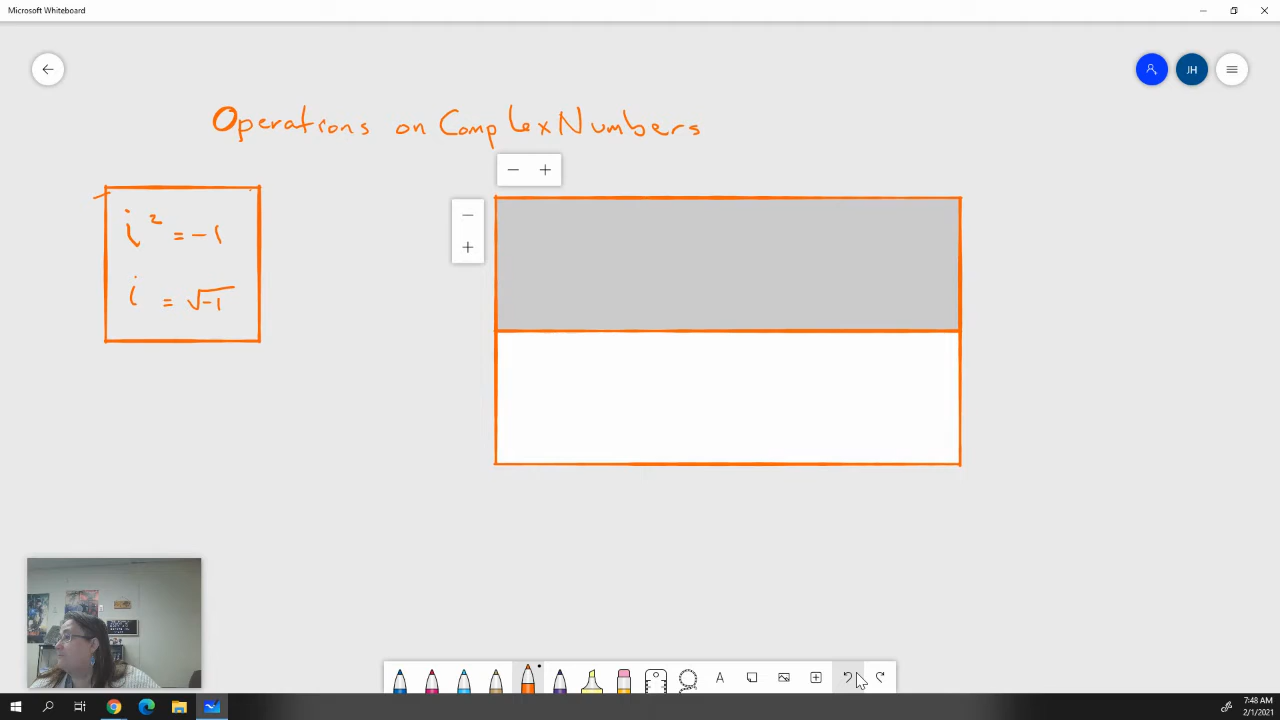 Microsoft Whiteboard
JH
Operations on Complex Numbers
i² = -1
i = √-1
A
7:48 AM
2/1/2021